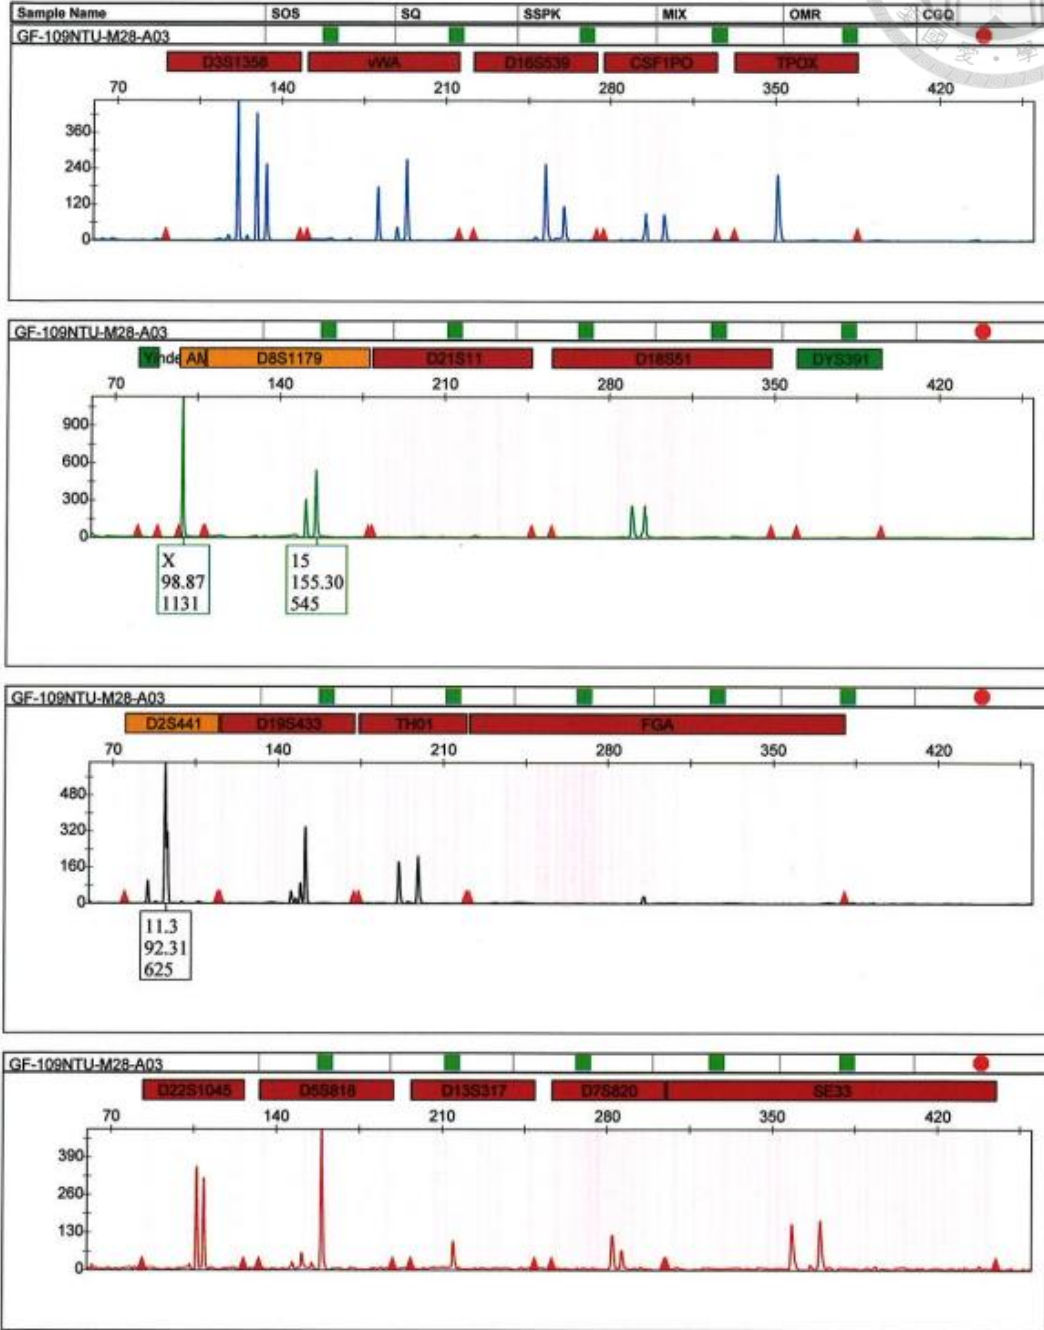 Sample Name SOS SQ SSPK MIX OMR CGQ
GF-109NTU-M28-A03
D3S1358 vWA D16S539 CSF1PO TPOX
70 140 210 280 350 420
360
240
120
0
GF-109NTU-M28-A03
Yinde AM D8S1179 D21S11 D18S51 DYS391
70 140 210 280 350 420
900
600
300
0
X 15
98.87 155.30
1131 545
GF-109NTU-M28-A03
D2S441 D19S433 TH01 FGA
70 140 210 280 350 420
480
320
160
0
11.3
92.31
625
GF-109NTU-M28-A03
D22S1045 D5S818 D13S317 D7S820 SE33
70 140 210 280 350 420
390
260
130
0